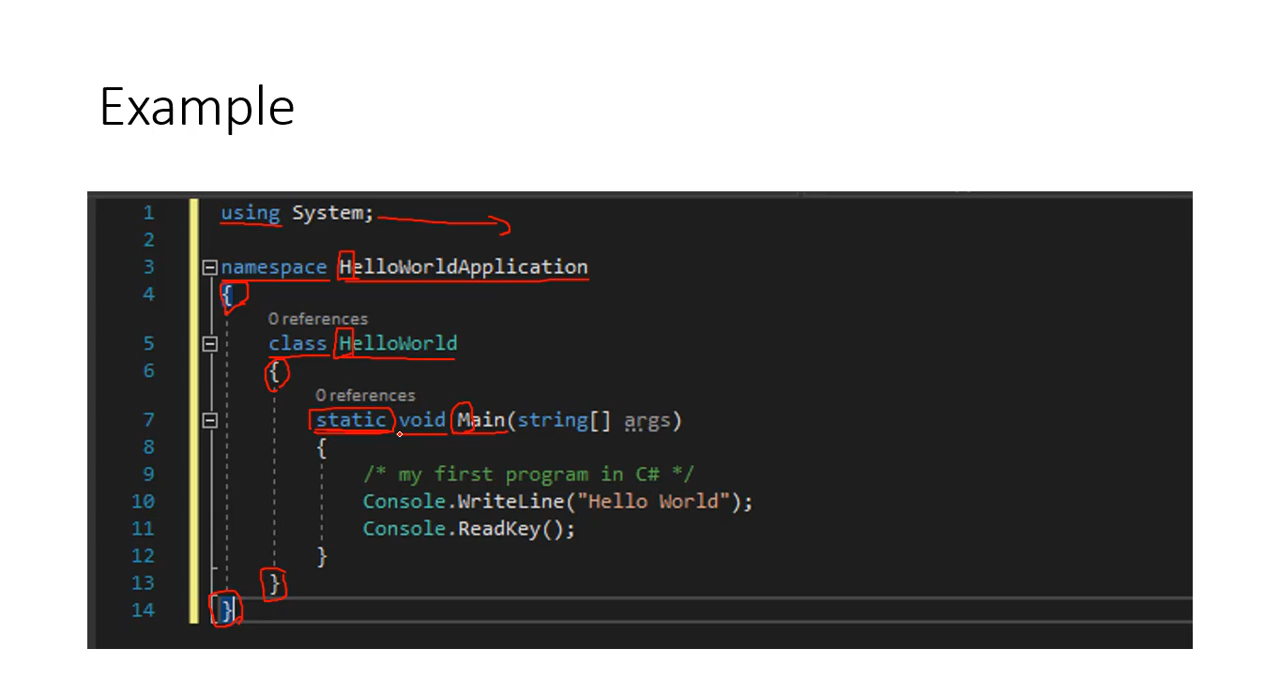 Example
1 using System;
2
3 namespace HelloWorldApplication
4 {
0 references
5 class HelloWorld
6 {
0 references
7 static void Main(string[] args)
8 {
9 /* my first program in C# */
10 Console.WriteLine("Hello World");
11 Console.ReadKey();
12 }
13 }
14 }